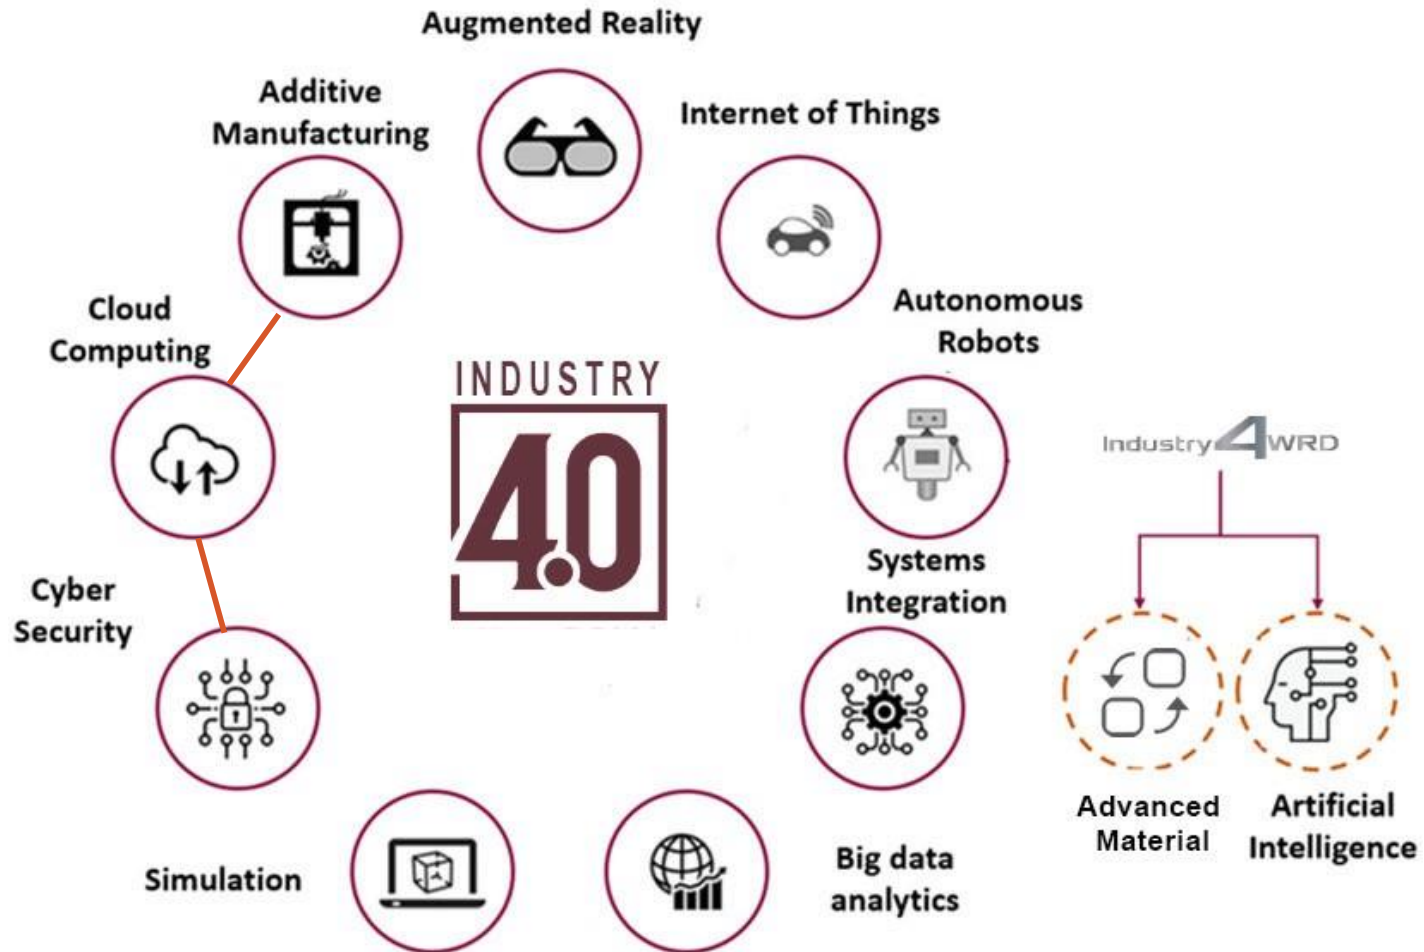 Augmented Reality
Additive
Manufacturing
Internet of Things
Cloud
Computing
Autonomous
Robots
INDUSTRY
4.0
Industry4WRD
Cyber
Security
Systems
Integration
Simulation
Big data
analytics
Advanced
Material
Artificial
Intelligence